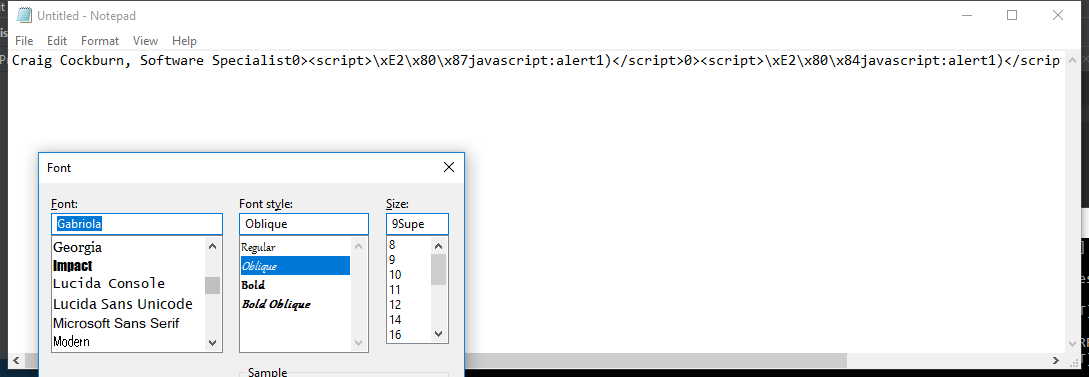 Untitled - Notepad
File Edit Format View Help
Craig Cockburn, Software Specialist0><script>\xE2\x80\x87javascript:alert1)</script>0><script>\xE2\x80\x84javascript:alert1)</script
Font
Font: Font style: Size:
Gabriola Oblique 9Supe
Georgia Regular 8
Impact Oblique 9
Lucida Console Bold 10
Lucida Sans Unicode Bold Oblique 11
Microsoft Sans Serif 12
Modern 14
16
Sample